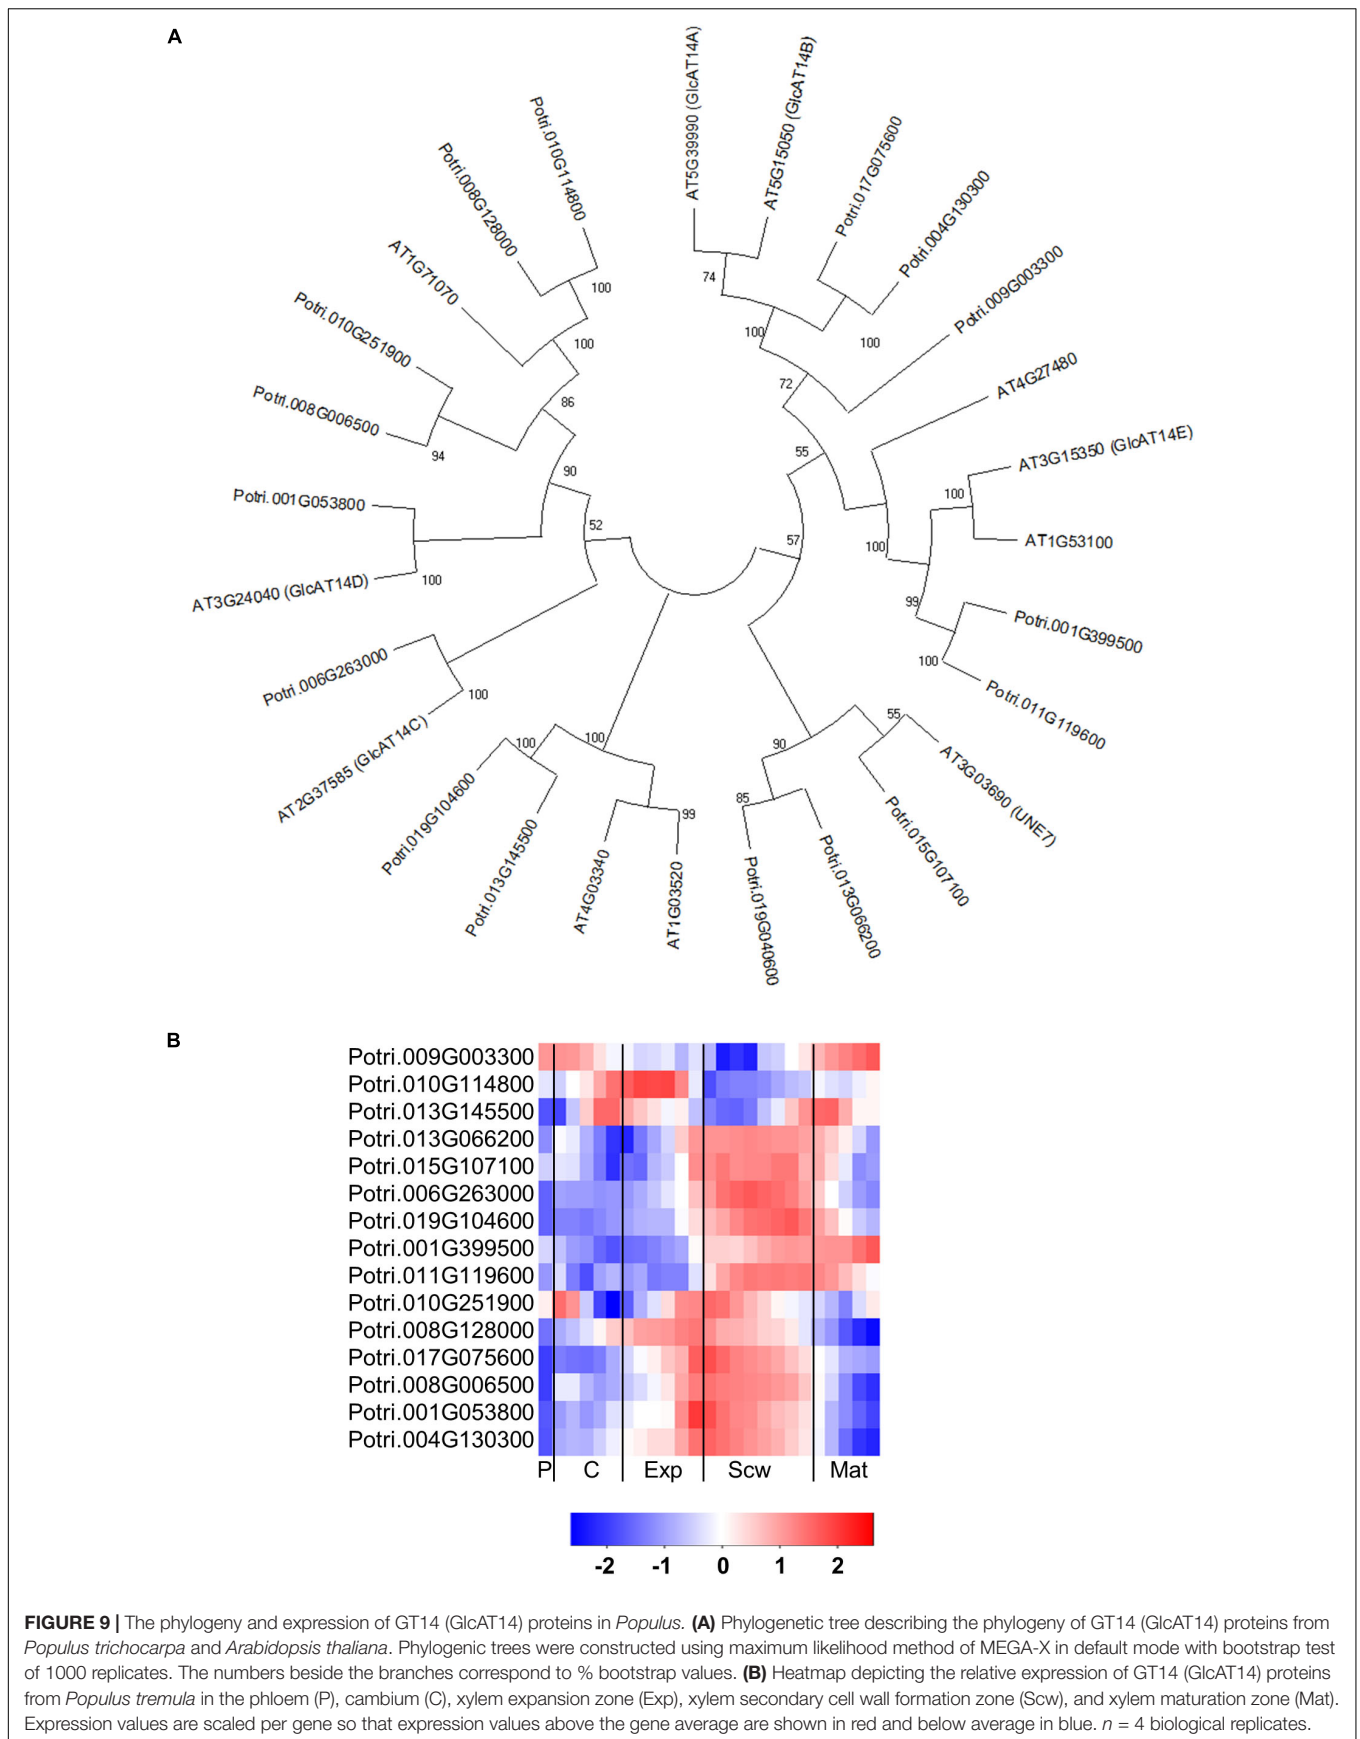 A
AT5G39990 (GlcAT14A)
AT5G15050 (GlcAT14B)
Potri.017G075600
Potri.004G130300
Potri.009G003300
AT4G27480
AT3G15350 (GlcAT14E)
AT1G53100
Potri.001G399500
Potri.011G119600
AT3G03690 (UNE7)
Potri.015G107100
Potri.013G066200
Potri.019G040600
AT1G03520
AT4G03340
Potri.013G145500
Potri.019G104600
AT2G37585 (GlcAT14C)
Potri.006G263000
AT3G24040 (GlcAT14D)
Potri.001G053800
Potri.008G006500
Potri.010G251900
AT1G71070
Potri.008G128000
Potri.010G114800
74
100
100
72
55
57
100
100
99
100
55
90
85
99
100
100
100
100
52
90
94
86
100
100
B
Potri.009G003300
Potri.010G114800
Potri.013G145500
Potri.013G066200
Potri.015G107100
Potri.006G263000
Potri.019G104600
Potri.001G399500
Potri.011G119600
Potri.010G251900
Potri.008G128000
Potri.017G075600
Potri.008G006500
Potri.001G053800
Potri.004G130300
P C Exp Scw Mat
-2 -1 0 1 2
FIGURE 9 | The phylogeny and expression of GT14 (GlcAT14) proteins in Populus. (A) Phylogenetic tree describing the phylogeny of GT14 (GlcAT14) proteins from
Populus trichocarpa and Arabidopsis thaliana. Phylogenic trees were constructed using maximum likelihood method of MEGA-X in default mode with bootstrap test
of 1000 replicates. The numbers beside the branches correspond to % bootstrap values. (B) Heatmap depicting the relative expression of GT14 (GlcAT14) proteins
from Populus tremula in the phloem (P), cambium (C), xylem expansion zone (Exp), xylem secondary cell wall formation zone (Scw), and xylem maturation zone (Mat).
Expression values are scaled per gene so that expression values above the gene average are shown in red and below average in blue. n = 4 biological replicates.